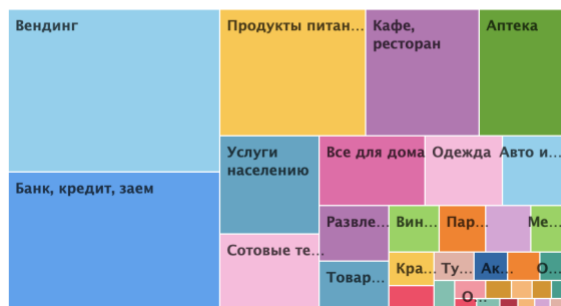 Вендинг
Продукты питан...
Кафе,
ресторан
Аптека
Услуги
населению
Все для дома
Одежда
Авто и...
Банк, кредит, заем
Развле...
Вин...
Пар...
Ме...
Сотовые те...
Товар...
Кра...
Ту...
Ак...
О...
О...